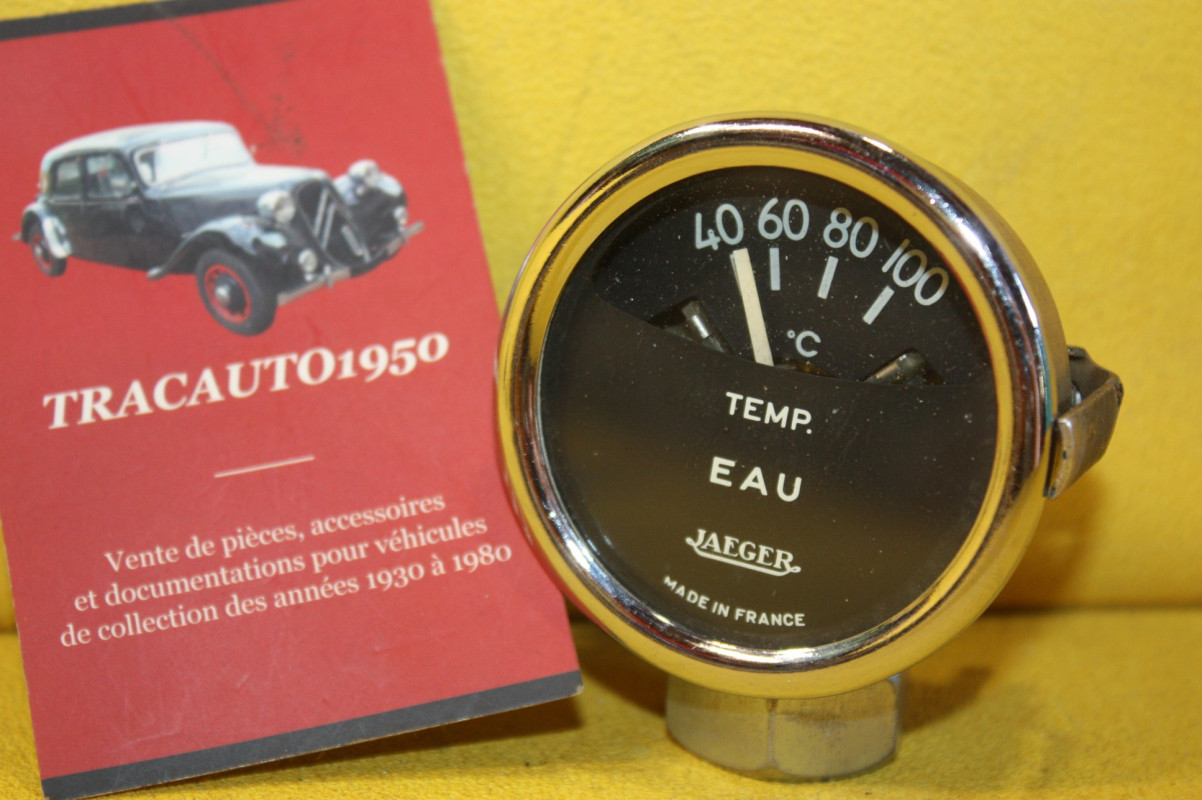 TRACAUTO1950
Vente de pièces, accessoires
et documentations pour véhicules
de collection des années 1930 à 1980
40 60 80 100
°C
TEMP.
EAU
JAEGER
MADE IN FRANCE